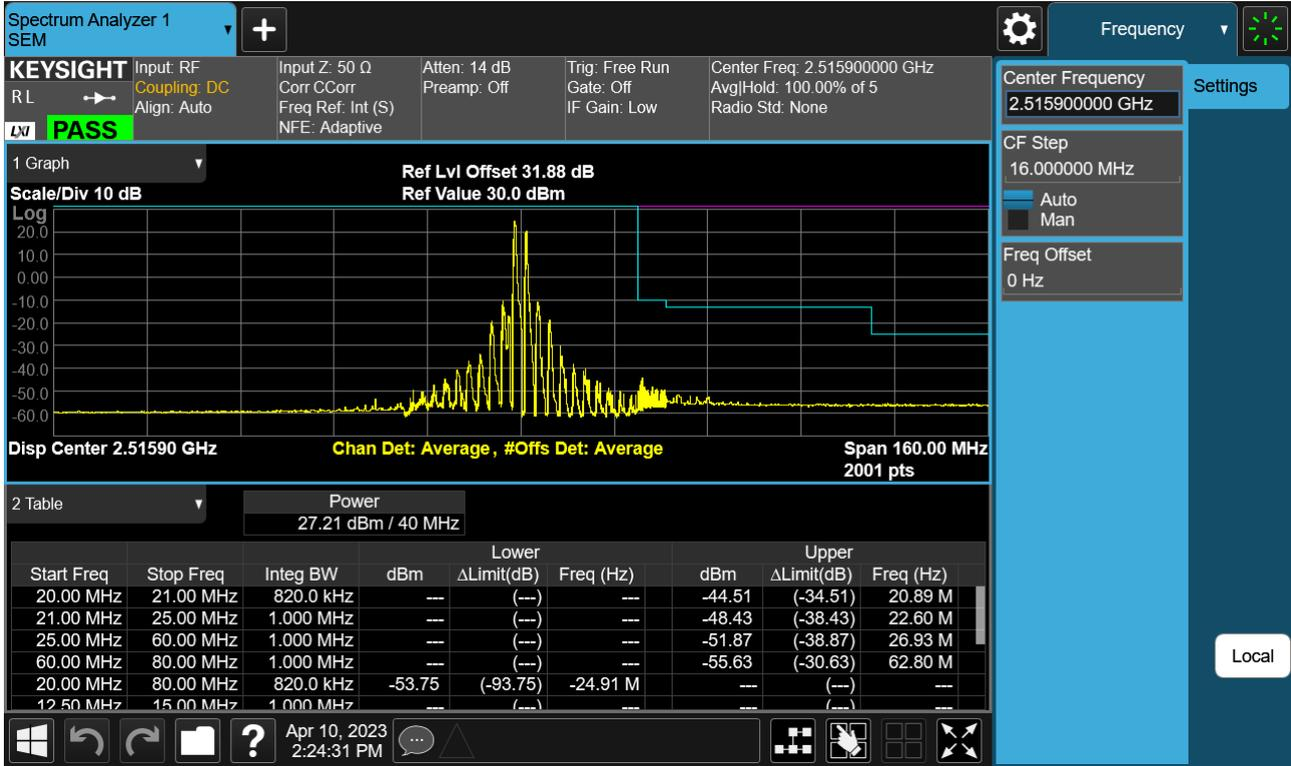 Spectrum Analyzer 1
SEM
+
Frequency
KEYSIGHT
RL
LXI
PASS
Input: RF
Coupling: DC
Align: Auto
Input Z: 50 Ω
Corr CCorr
Freq Ref: Int (S)
NFE: Adaptive
Atten: 14 dB
Preamp: Off
Trig: Free Run
Gate: Off
IF Gain: Low
Center Freq: 2.515900000 GHz
Avg|Hold: 100.00% of 5
Radio Std: None
Center Frequency
2.515900000 GHz
Settings
CF Step
16.000000 MHz
Auto
Man
Freq Offset
0 Hz
1 Graph
Scale/Div 10 dB
Ref Lvl Offset 31.88 dB
Ref Value 30.0 dBm
Log
20.0
10.0
0.00
-10.0
-20.0
-30.0
-40.0
-50.0
-60.0
Disp Center 2.51590 GHz
Chan Det: Average, #Offs Det: Average
Span 160.00 MHz
2001 pts
2 Table
Power
27.21 dBm / 40 MHz
Lower Upper
Start Freq Stop Freq Integ BW dBm ΔLimit(dB) Freq (Hz) dBm ΔLimit(dB) Freq (Hz)
20.00 MHz 21.00 MHz 820.0 kHz --- (---) --- -44.51 (-34.51) 20.89 M
21.00 MHz 25.00 MHz 1.000 MHz --- (---) --- -48.43 (-38.43) 22.60 M
25.00 MHz 60.00 MHz 1.000 MHz --- (---) --- -51.87 (-38.87) 26.93 M
60.00 MHz 80.00 MHz 1.000 MHz --- (---) --- -55.63 (-30.63) 62.80 M
20.00 MHz 80.00 MHz 820.0 kHz -53.75 (-93.75) -24.91 M --- (---) ---
12.50 MHz 15.00 MHz 1.000 MHz --- (---) --- --- (---) ---
Local
?
Apr 10, 2023
2:24:31 PM